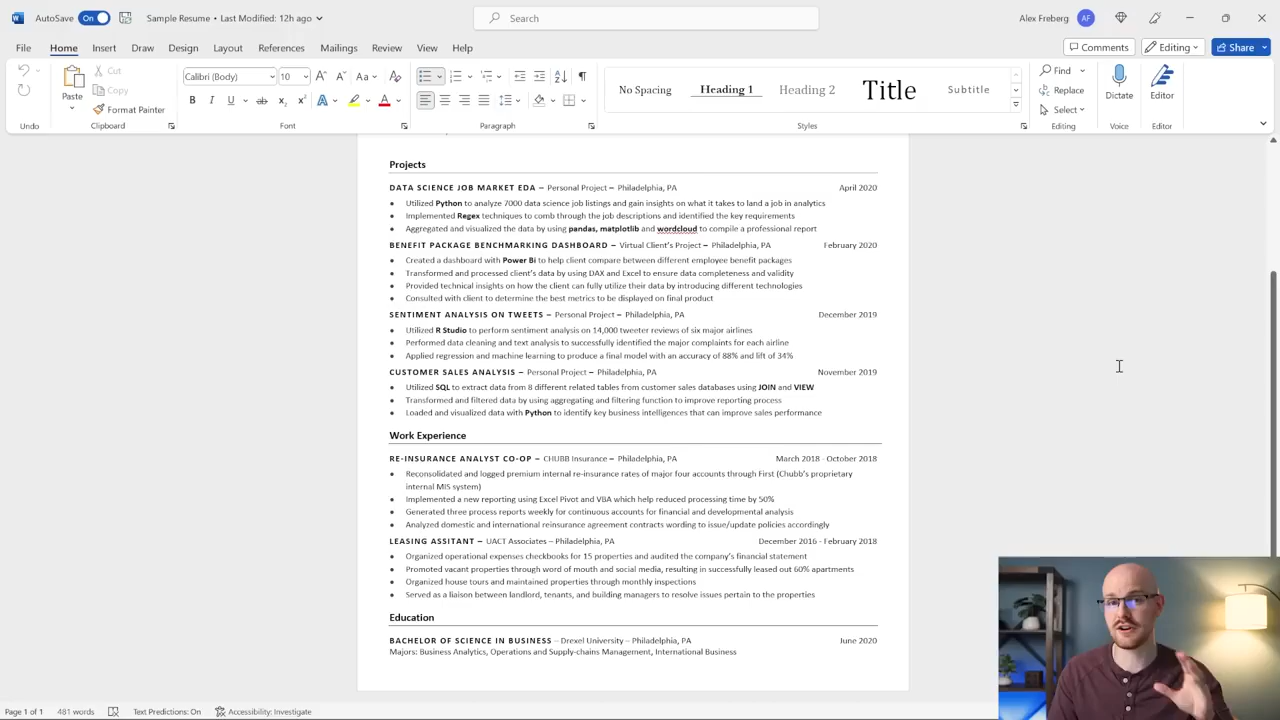 AutoSave On Sample Resume • Last Modified: 12h ago Search Alex Freberg AF
File Home Insert Draw Design Layout References Mailings Review View Help Comments Editing Share
Paste Cut Copy Format Painter
Calibri (Body) 10
B I U ab x₂ x² A A
No Spacing Heading 1 Heading 2 Title Subtitle
Find Replace Select
Dictate Editor
Undo Clipboard Font Paragraph Styles Editing Voice Editor
Projects
DATA SCIENCE JOB MARKET EDA – Personal Project – Philadelphia, PA April 2020
● Utilized Python to analyze 7000 data science job listings and gain insights on what it takes to land a job in analytics
● Implemented Regex techniques to comb through the job descriptions and identified the key requirements
● Aggregated and visualized the data by using pandas, matplotlib and wordcloud to compile a professional report
BENEFIT PACKAGE BENCHMARKING DASHBOARD – Virtual Client's Project – Philadelphia, PA February 2020
● Created a dashboard with Power Bi to help client compare between different employee benefit packages
● Transformed and processed client's data by using DAX and Excel to ensure data completeness and validity
● Provided technical insights on how the client can fully utilize their data by introducing different technologies
● Consulted with client to determine the best metrics to be displayed on final product
SENTIMENT ANALYSIS ON TWEETS – Personal Project – Philadelphia, PA December 2019
● Utilized R Studio to perform sentiment analysis on 14,000 tweeter reviews of six major airlines
● Performed data cleaning and text analysis to successfully identified the major complaints for each airline
● Applied regression and machine learning to produce a final model with an accuracy of 88% and lift of 34%
CUSTOMER SALES ANALYSIS – Personal Project – Philadelphia, PA November 2019
● Utilized SQL to extract data from 8 different related tables from customer sales databases using JOIN and VIEW
● Transformed and filtered data by using aggregating and filtering function to improve reporting process
● Loaded and visualized data with Python to identify key business intelligences that can improve sales performance
Work Experience
RE-INSURANCE ANALYST CO-OP – CHUBB Insurance – Philadelphia, PA March 2018 - October 2018
● Reconsolidated and logged premium internal re-insurance rates of major four accounts through First (Chubb's proprietary
internal MIS system)
● Implemented a new reporting using Excel Pivot and VBA which help reduced processing time by 50%
● Generated three process reports weekly for continuous accounts for financial and developmental analysis
● Analyzed domestic and international reinsurance agreement contracts wording to issue/update policies accordingly
LEASING ASSITANT – UACT Associates – Philadelphia, PA December 2016 - February 2018
● Organized operational expenses checkbooks for 15 properties and audited the company's financial statement
● Promoted vacant properties through word of mouth and social media, resulting in successfully leased out 60% apartments
● Organized house tours and maintained properties through monthly inspections
● Served as a liaison between landlord, tenants, and building managers to resolve issues pertain to the properties
Education
BACHELOR OF SCIENCE IN BUSINESS – Drexel University – Philadelphia, PA June 2020
Majors: Business Analytics, Operations and Supply-chains Management, International Business
Page 1 of 1 481 words Text Predictions: On Accessibility: Investigate